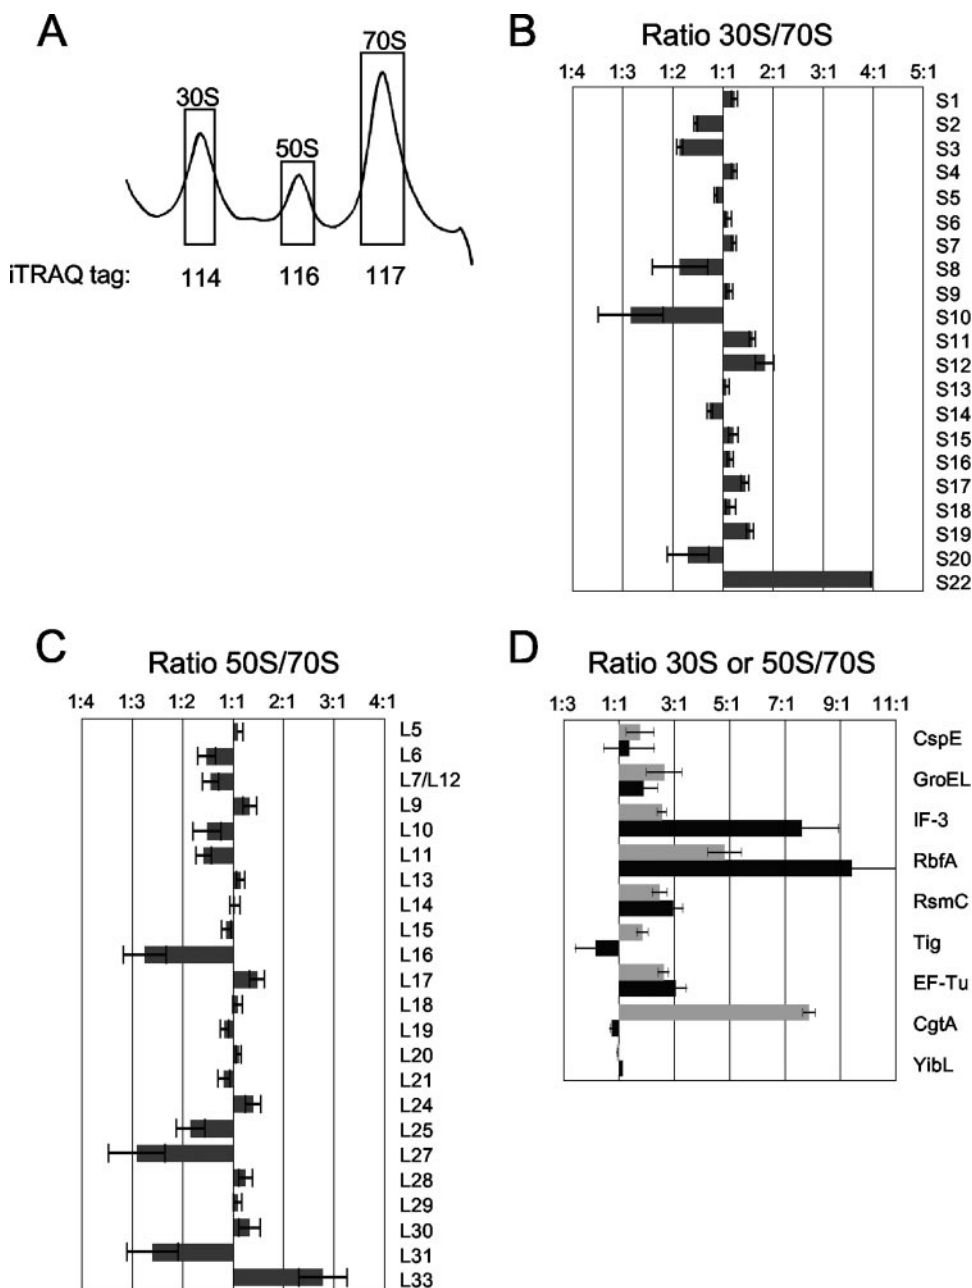 A
70S
30S
50S
iTRAQ tag: 114 116 117
B
Ratio 30S/70S
1:4 1:3 1:2 1:1 2:1 3:1 4:1 5:1
S1
S2
S3
S4
S5
S6
S7
S8
S9
S10
S11
S12
S13
S14
S15
S16
S17
S18
S19
S20
S22
C
Ratio 50S/70S
1:4 1:3 1:2 1:1 2:1 3:1 4:1
L5
L6
L7/L12
L9
L10
L11
L13
L14
L15
L16
L17
L18
L19
L20
L21
L24
L25
L27
L28
L29
L30
L31
L33
D
Ratio 30S or 50S/70S
1:3 1:1 3:1 5:1 7:1 9:1 11:1
CspE
GroEL
IF-3
RbfA
RsmC
Tig
EF-Tu
CgtA
YibL